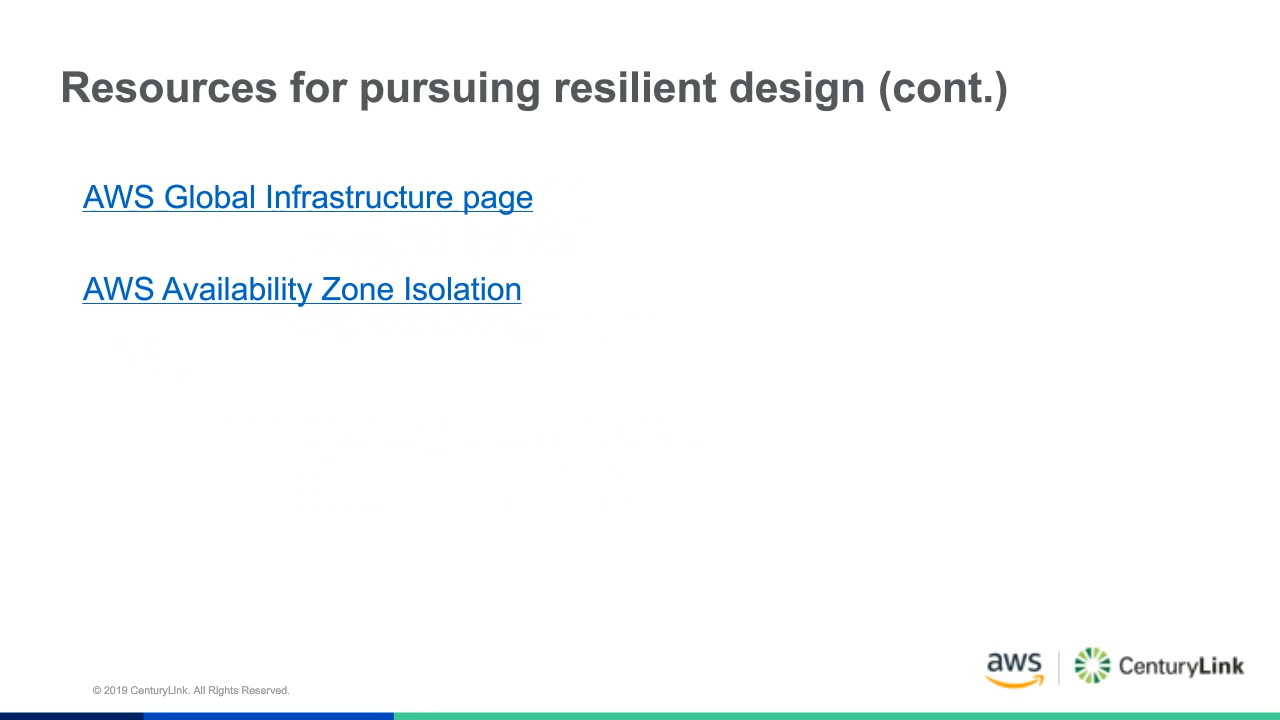 Resources for pursuing resilient design (cont.)
AWS Global Infrastructure page
AWS Availability Zone Isolation
aws
CenturyLink
© 2019 CenturyLink. All Rights Reserved.